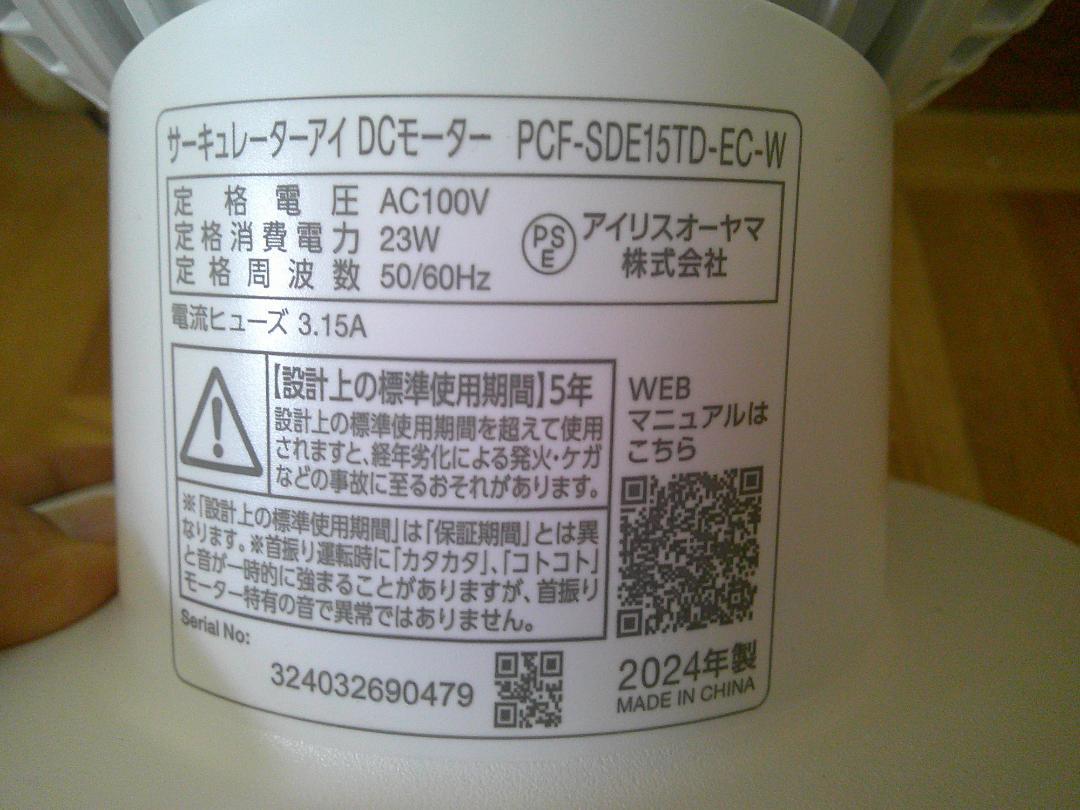 サーキュレーターアイ DCモーター PCF-SDE15TD-EC-W
定格電圧 AC100V
定格消費電力 23W
定格周波数 50/60Hz
PS
E
アイリスオーヤマ
株式会社
電流ヒューズ 3.15A
【設計上の標準使用期間】5年
設計上の標準使用期間を超えて使用
されますと、経年劣化による発火・ケガ
などの事故に至るおそれがあります。
※「設計上の標準使用期間」は「保証期間」とは異
なります。※首振り運転時に「カタカタ」、「コトコト」
と音が一時的に強まることがありますが、首振り
モーター特有の音で異常ではありません。
WEB
マニュアルは
こちら
Serial No:
324032690479
2024年製
MADE IN CHINA